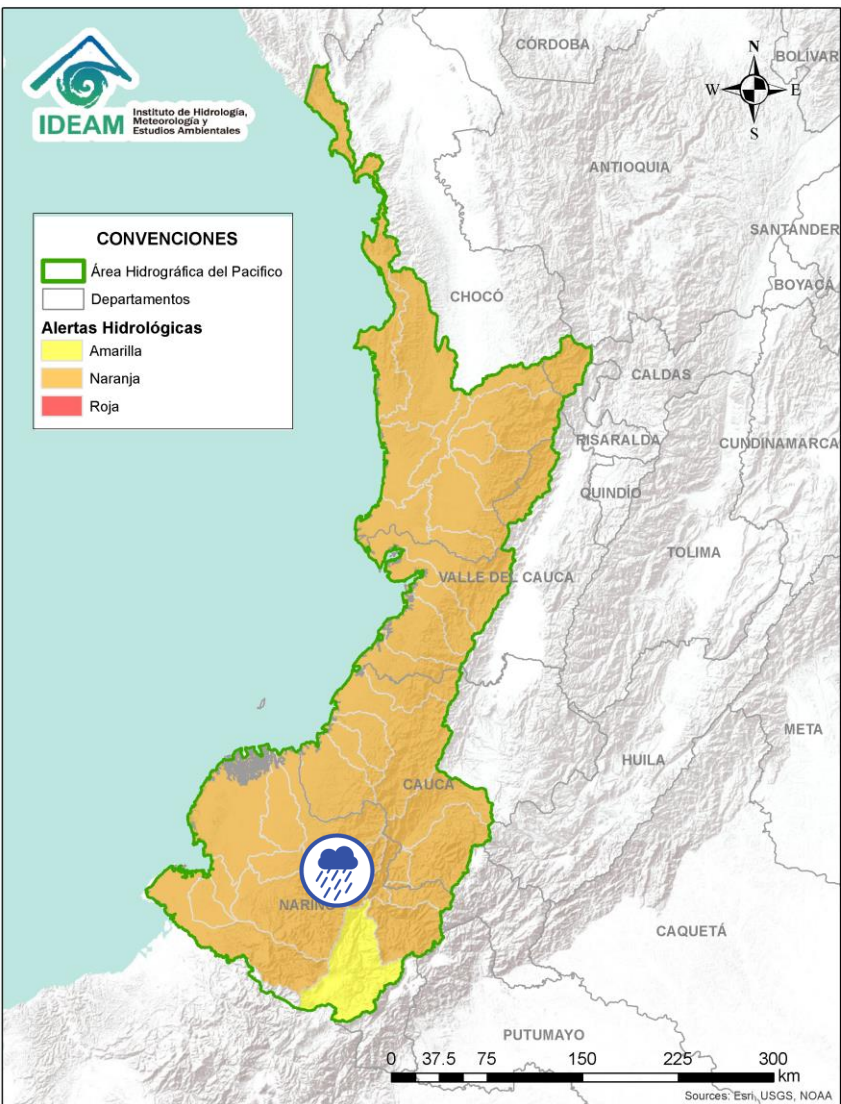 IDEAM
Instituto de Hidrología,
Meteorología y
Estudios Ambientales
CÓRDOBA
BOLÍVAR
N
W
E
S
ANTIOQUIA
SANTANDER
BOYACÁ
CONVENCIONES
Área Hidrográfica del Pacifico
Departamentos
Alertas Hidrológicas
Amarilla
Naranja
Roja
CHOCÓ
CALDAS
RISARALDA
CUNDINAMARCA
QUINDÍO
TOLIMA
VALLE DEL CAUCA
META
HUILA
CAUCA
NARIÑO
CAQUETÁ
PUTUMAYO
0 37.5 75 150 225 300
km
Sources: Esri, USGS, NOAA